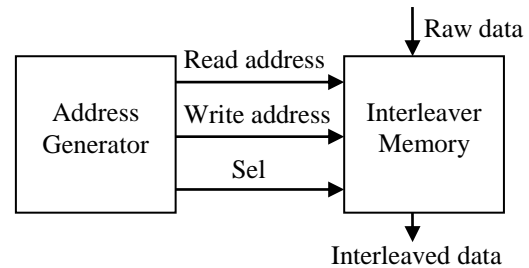 Raw data
Read address
Address
Generator
Write address
Interleaver
Memory
Sel
Interleaved data